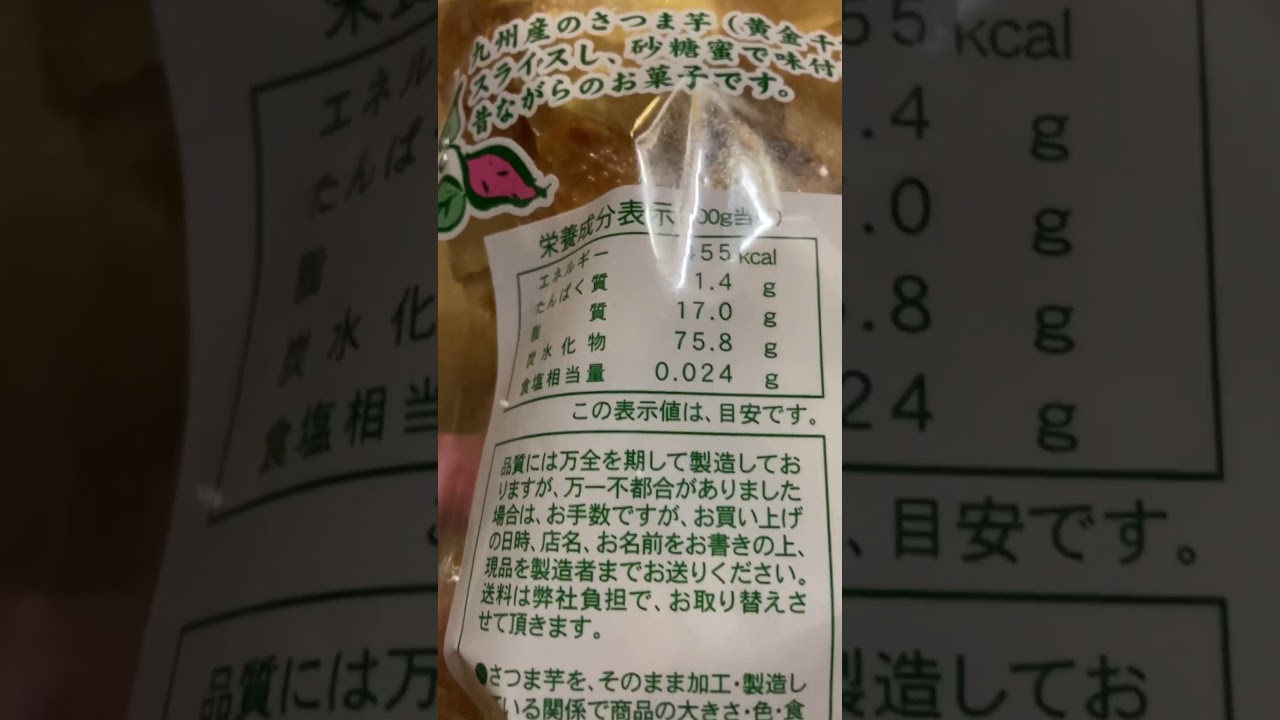 九州産のさつま芋（黄金千
スライスし、砂糖蜜で味付
昔ながらのお菓子です。
栄養成分表示 00g当
エネルギー 55kcal
たんぱく質 1.4 g
脂質 17.0 g
炭水化物 75.8 g
食塩相当量 0.024 g
この表示値は、目安です。
品質には万全を期して製造してお
りますが、万一不都合がありました
場合は、お手数ですが、お買い上げ
の日時、店名、お名前をお書きの上、
現品を製造者までお送りください。
送料は弊社負担で、お取り替えさ
せて頂きます。
●さつま芋を、そのまま加工・製造し
ている関係で商品の大きさ・色・食